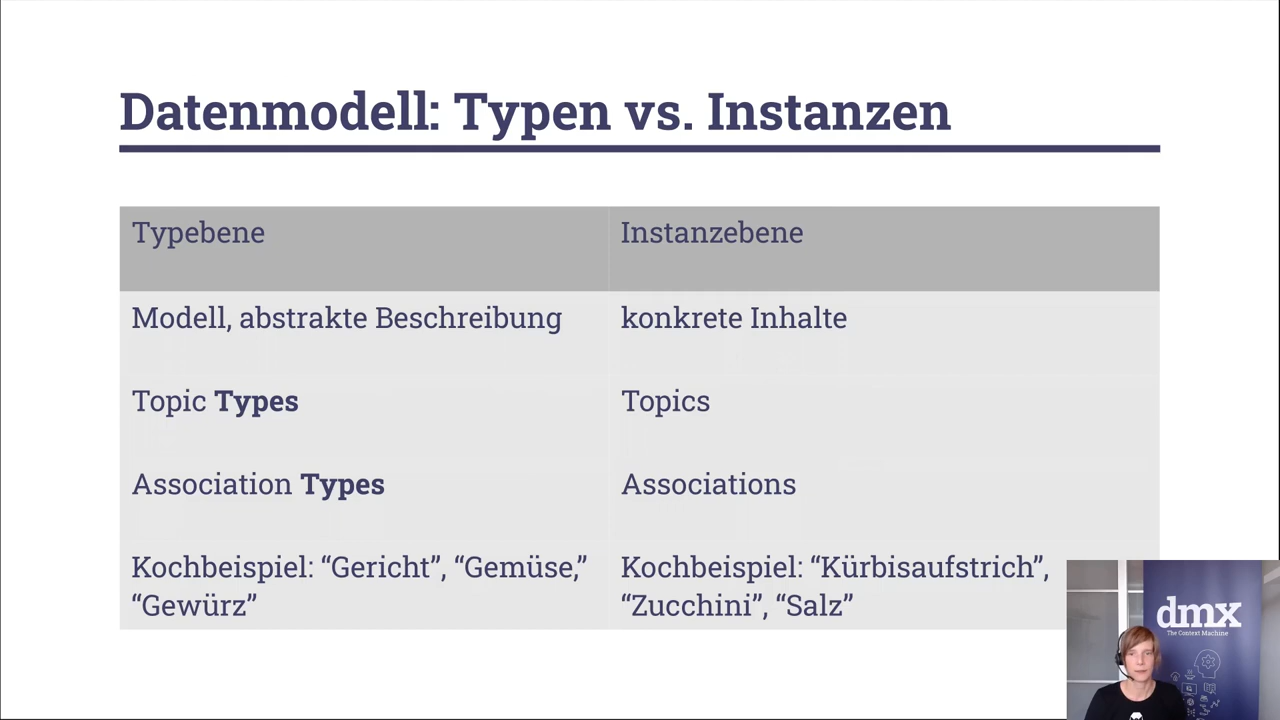 Datenmodell: Typen vs. Instanzen
Typebene
Instanzebene
Modell, abstrakte Beschreibung
konkrete Inhalte
Topic Types
Topics
Association Types
Associations
Kochbeispiel: “Gericht”, “Gemüse,”
“Gewürz”
Kochbeispiel: “Kürbisaufstrich”,
“Zucchini”, “Salz”
dmx
The Context Machine